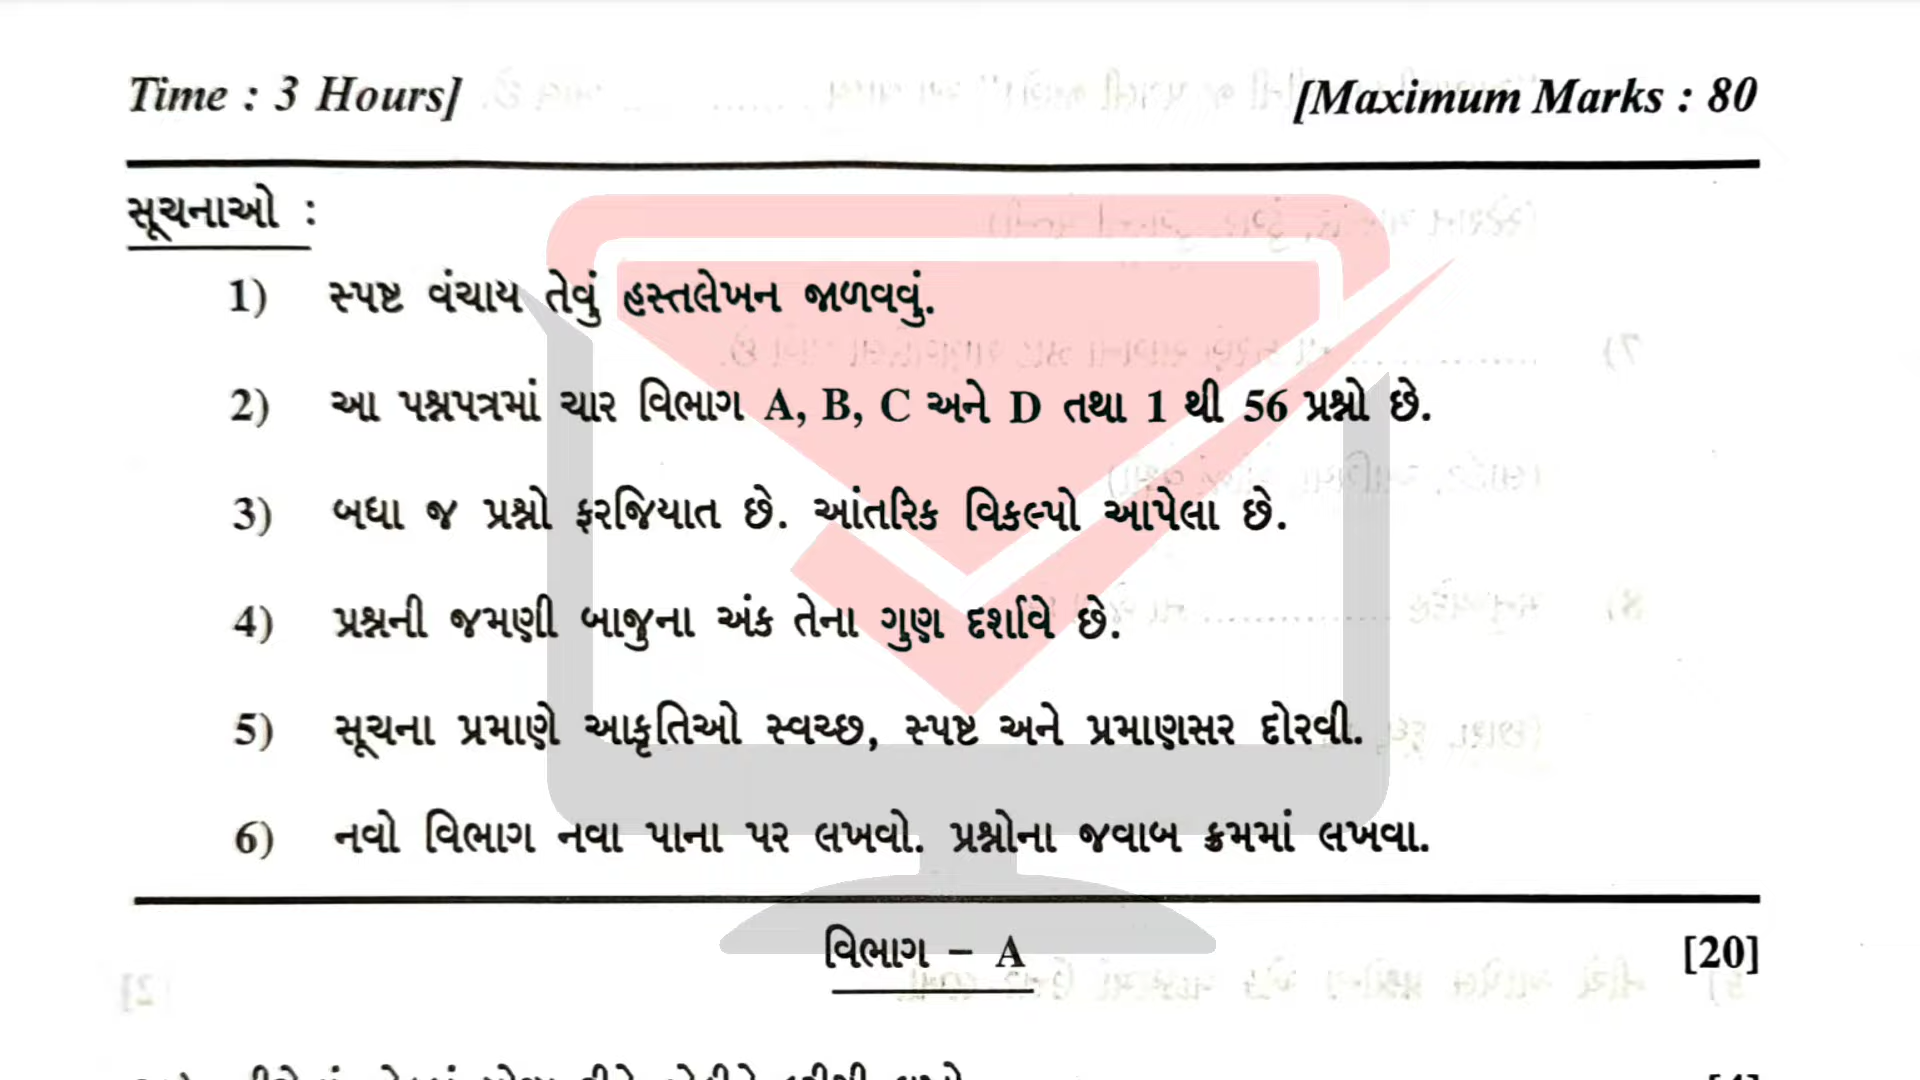 Time : 3 Hours]
[Maximum Marks : 80
સૂચનાઓ :
1) સ્પષ્ટ વંચાય તેવું હસ્તલેખન જાળવવું.
2) આ પશ્નપત્રમાં ચાર વિભાગ A, B, C અને D તથા 1 થી 56 પ્રશ્નો છે.
3) બધા જ પ્રશ્નો ફરજિયાત છે. આંતરિક વિકલ્પો આપેલા છે.
4) પ્રશ્નની જમણી બાજુના અંક તેના ગુણ દર્શાવે છે.
5) સૂચના પ્રમાણે આકૃતિઓ સ્વચ્છ, સ્પષ્ટ અને પ્રમાણસર દોરવી.
6) નવો વિભાગ નવા પાના પર લખવો. પ્રશ્નોના જવાબ ક્રમમાં લખવા.
વિભાગ – A
[20]